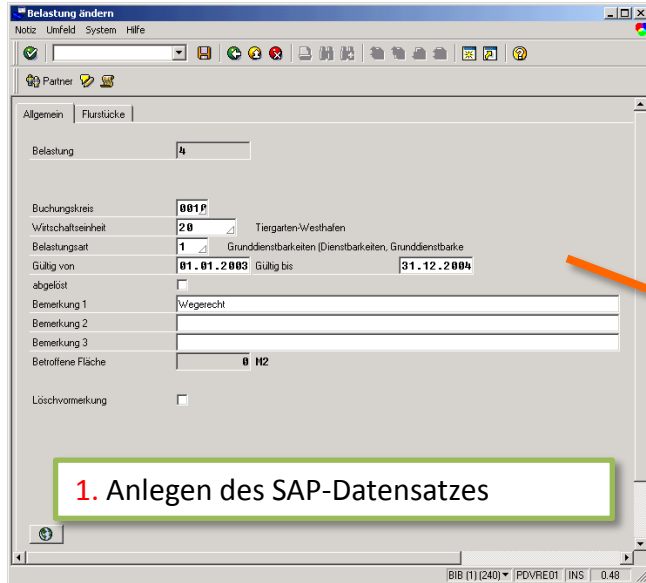 Belastung ändern
Notiz Umfeld System Hilfe
Partner
Allgemein Flurstücke
Belastung 4
Buchungskreis 0010
Wirtschaftseinheit 20 Tiergarten-Westhafen
Belastungsart 1 Grunddienstbarkeiten (Dienstbarkeiten, Grunddienstbarke
Gültig von 01.01.2003 Gültig bis 31.12.2004
abgelöst
Bemerkung 1 Wegerecht
Bemerkung 2
Bemerkung 3
Betroffene Fläche 0 M2
Löschvormerkung
1. Anlegen des SAP-Datensatzes
BIB (1) (240) PDVRE01 INS 0.48